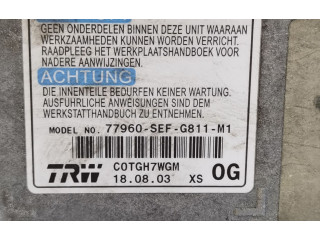 GEEN ONDERDELEN BINNEN DEZE UNIT WAARAAN
WERKZAAMHEDEN KUNNEN WORDEN VERRICHT.
RAADPLEEG HET WERKPLAATSHANDBOEK VOOR
NADERE AANWIJZINGEN.
ACHTUNG
DIE INNENTEILE BEDURFEN KEINER WARTUNG.
AUSFUHRLICHE ANWEISUNGEN SIND DEM
WERKSTATTHANDBUCH ZU ENTNEHMEN.
MODEL NO. 77960-SEF-G811-M1
TRW COTGH7WGM OG
18.08.03 XS